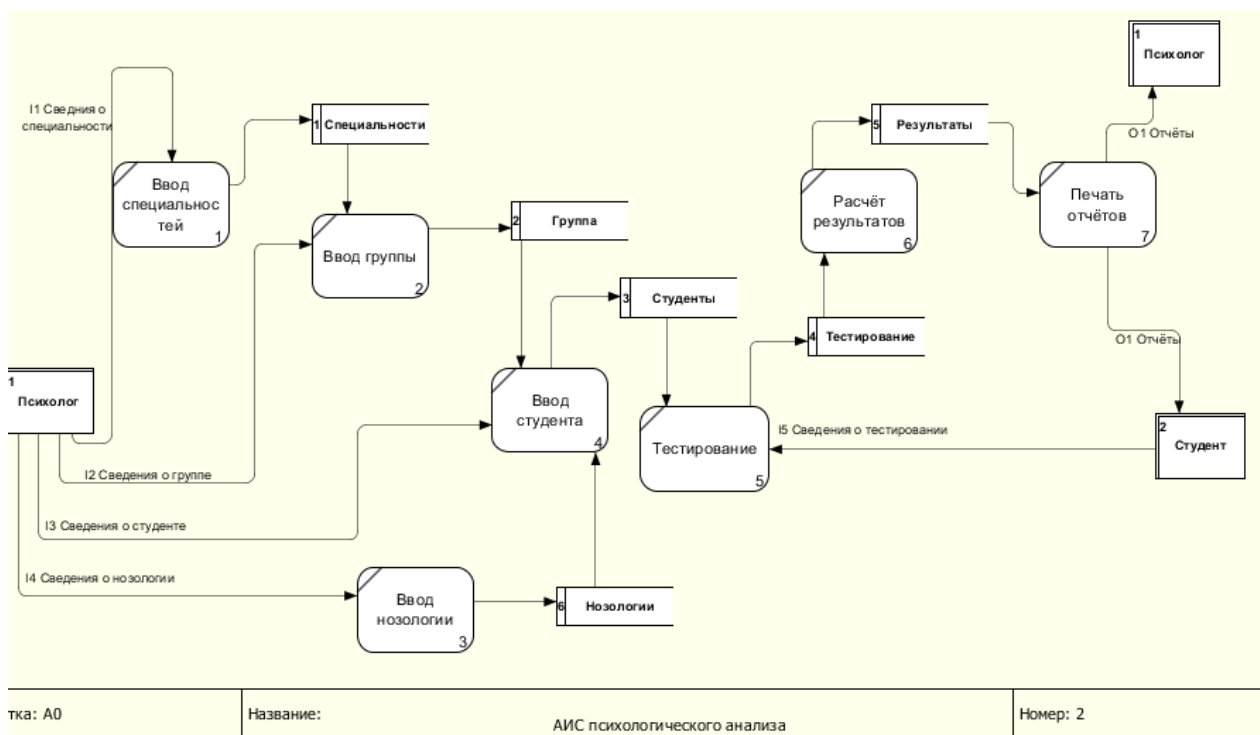 1
Психолог
I1 Сведния о
специальности
1 Специальности
5 Результаты
O1 Отчёты
Ввод
специальнос
тей
1
Расчёт
результатов
6
Печать
отчётов
7
2 Группа
Ввод группы
2
3 Студенты
4 Тестирование
O1 Отчёты
1
Психолог
Ввод
студента
4
Тестирование
5
I5 Сведения о тестировании
2
Студент
I2 Сведения о группе
I3 Сведения о студенте
I4 Сведения о нозологии
Ввод
нозологии
3
6 Нозологии
тка: A0
Название:
АИС психологического анализа
Номер: 2